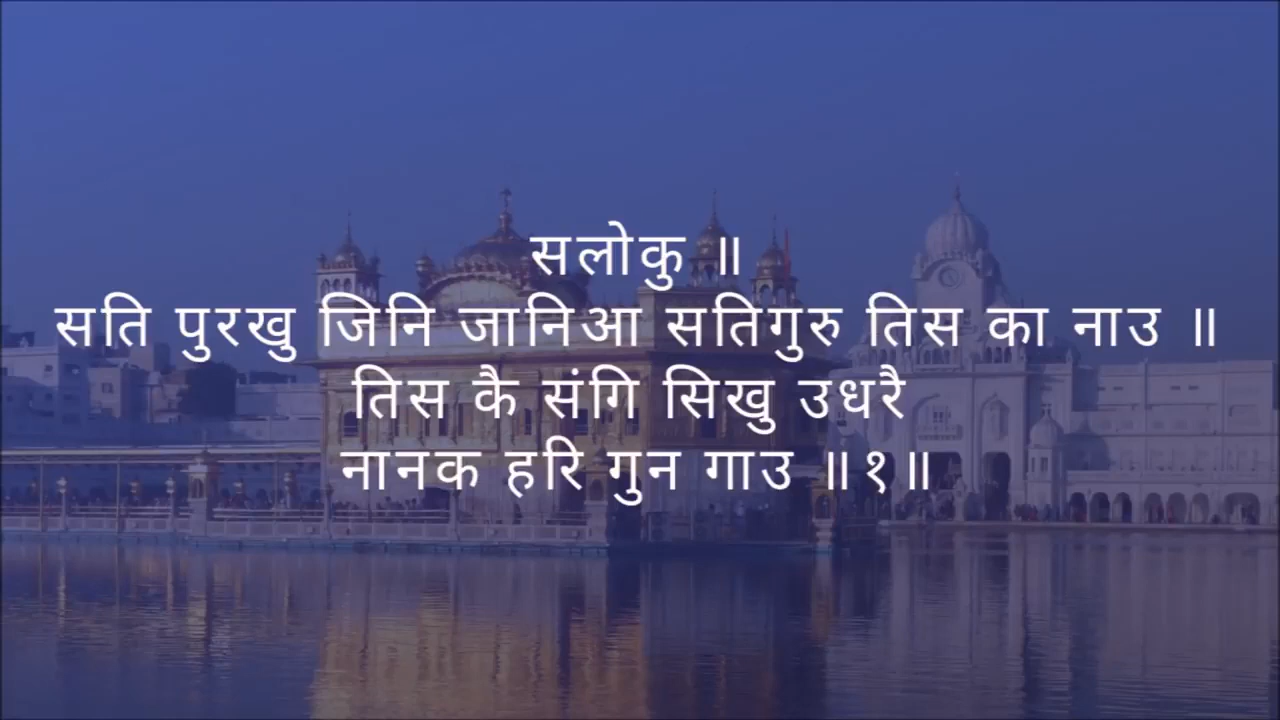 सलोकु ॥
सति पुरखु जिनि जानिआ सतिगुरु तिस का नाउ ॥
तिस कै संगि सिखु उधरै
नानक हरि गुन गाउ ॥१॥